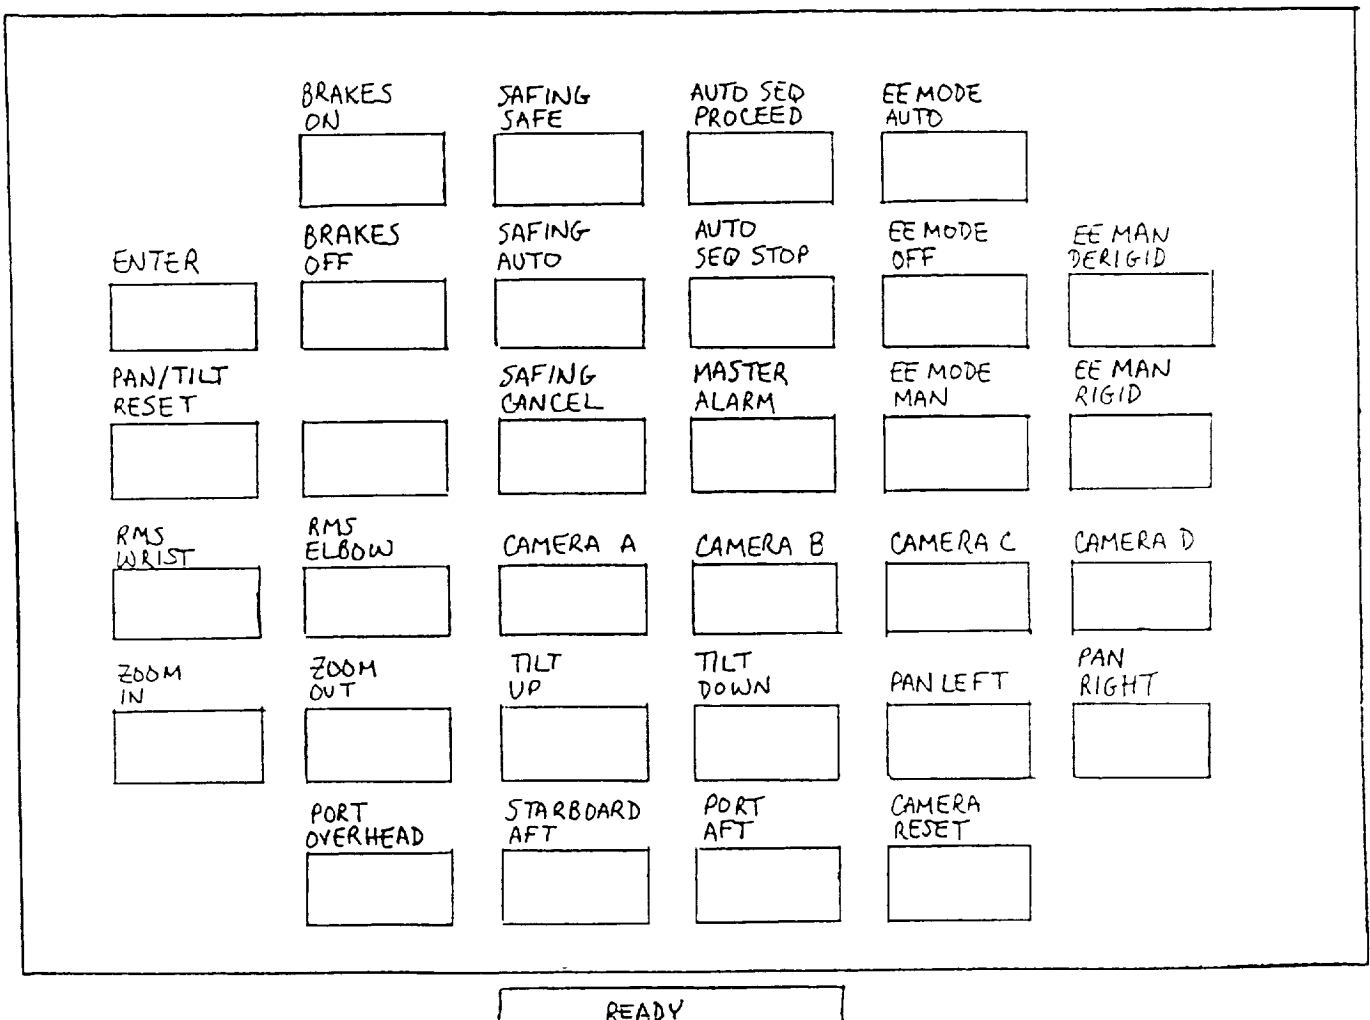 BRAKES
ON
SAFING
SAFE
AUTO SEQ
PROCEED
EE MODE
AUTO
ENTER
BRAKES
OFF
SAFING
AUTO
AUTO
SEQ STOP
EE MODE
OFF
EE MAN
DERIGID
PAN/TILT
RESET
SAFING
CANCEL
MASTER
ALARM
EE MODE
MAN
EE MAN
RIGID
RMS
WRIST
RMS
ELBOW
CAMERA A
CAMERA B
CAMERA C
CAMERA D
ZOOM
IN
ZOOM
OUT
TILT
UP
TILT
DOWN
PAN LEFT
PAN
RIGHT
PORT
OVERHEAD
STARBOARD
AFT
PORT
AFT
CAMERA
RESET
READY